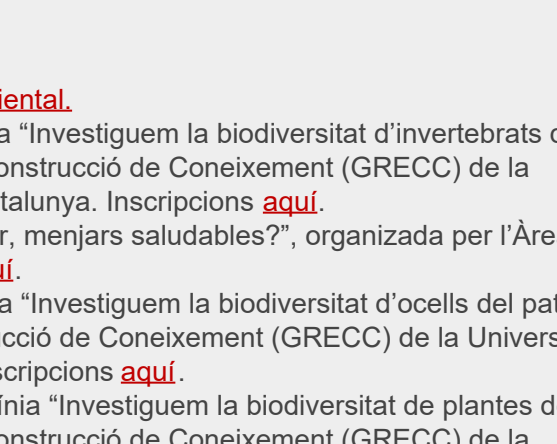 iental.
a “Investiguem la biodiversitat d’invertebrats
onstrucció de Coneixement (GRECC) de la
talunya. Inscripcions aquí.
r, menjars saludables?”, organizada per l’Àre
uí.
a “Investiguem la biodiversitat d’ocells del pat
ucció de Coneixement (GRECC) de la Univers
scripcions aquí.
ínia “Investiguem la biodiversitat de plantes d
onstrucció de Coneixement (GRECC) de la